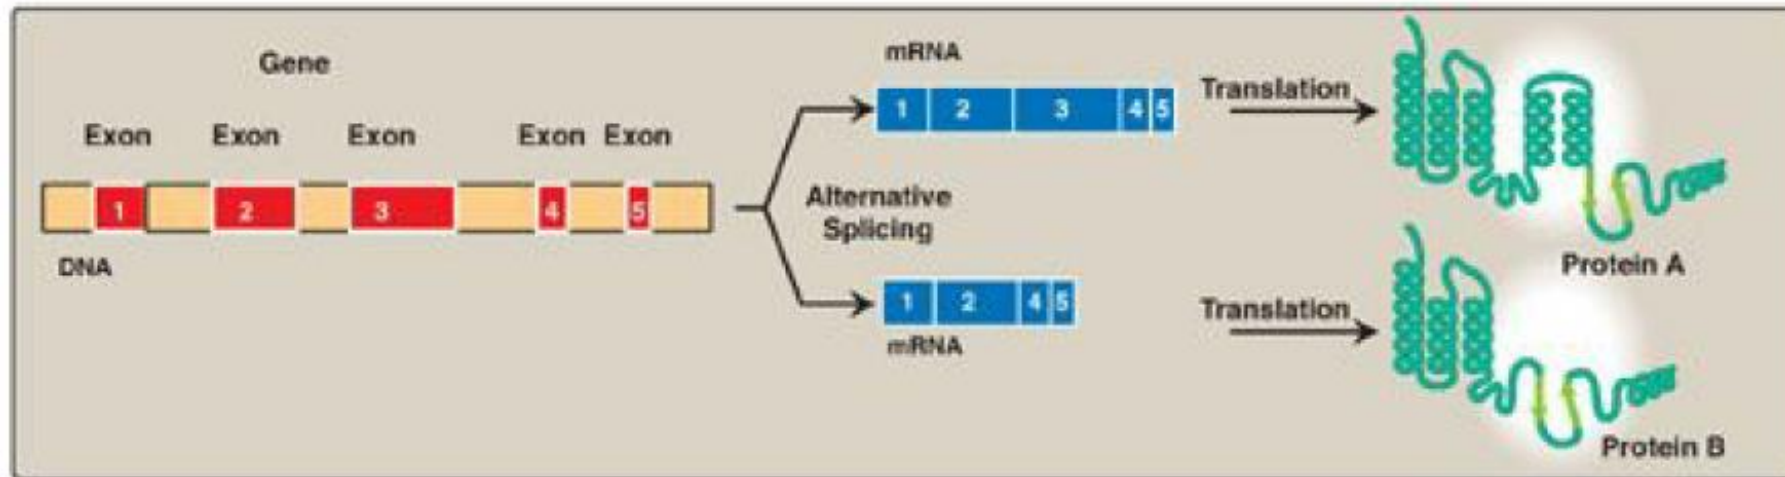 Gene
Exon Exon Exon Exon Exon
1 2 3 4 5
DNA
Alternative
Splicing
mRNA
1 2 3 4 5
Translation
Protein A
1 2 4 5
mRNA
Translation
Protein B